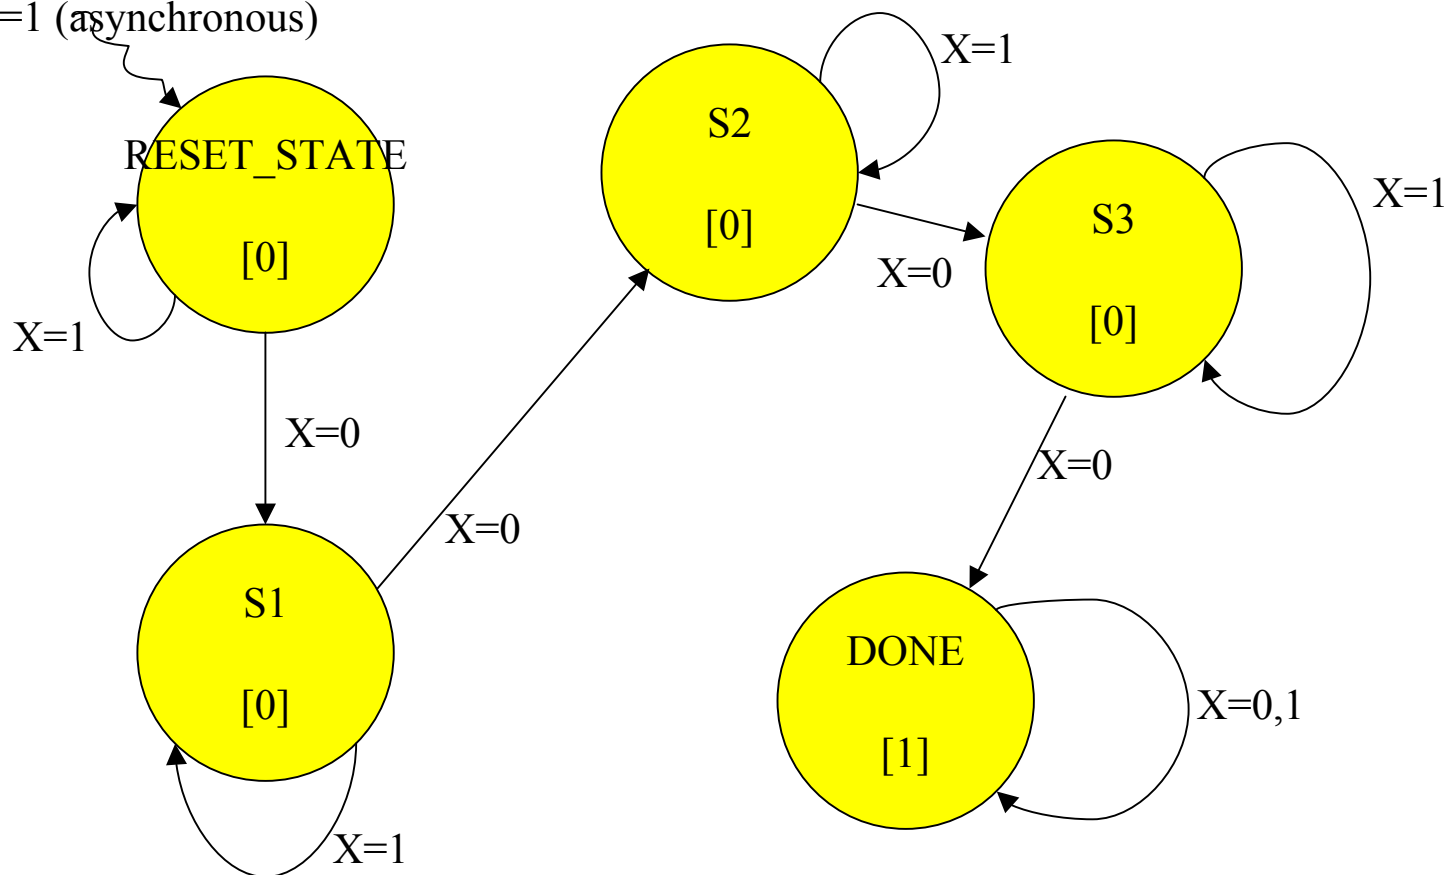 =1 (asynchronous)
RESET_STATE
[0]
X=1
X=0
S1
[0]
X=1
X=0
S2
[0]
X=1
X=0
S3
[0]
X=1
X=0
DONE
[1]
X=0,1